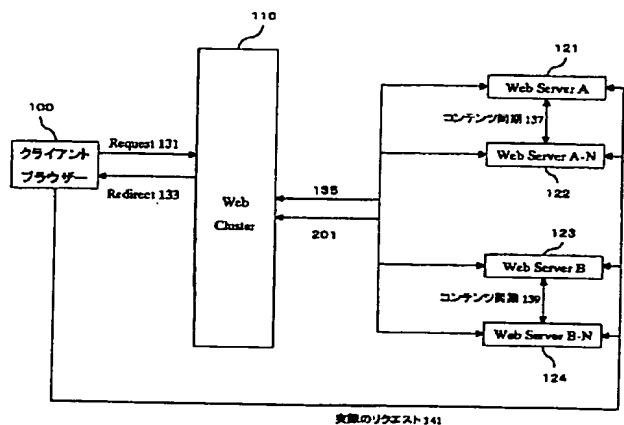 110
121
Web Server A
100
コンテンツ同期 137
クライアント
ブラウザー
Request 131
Redirect 133
Web Server A-N
122
135
Web
Cluster
201
123
Web Server B
コンテンツ同期 139
Web Server B-N
124
実際のリクエスト 141